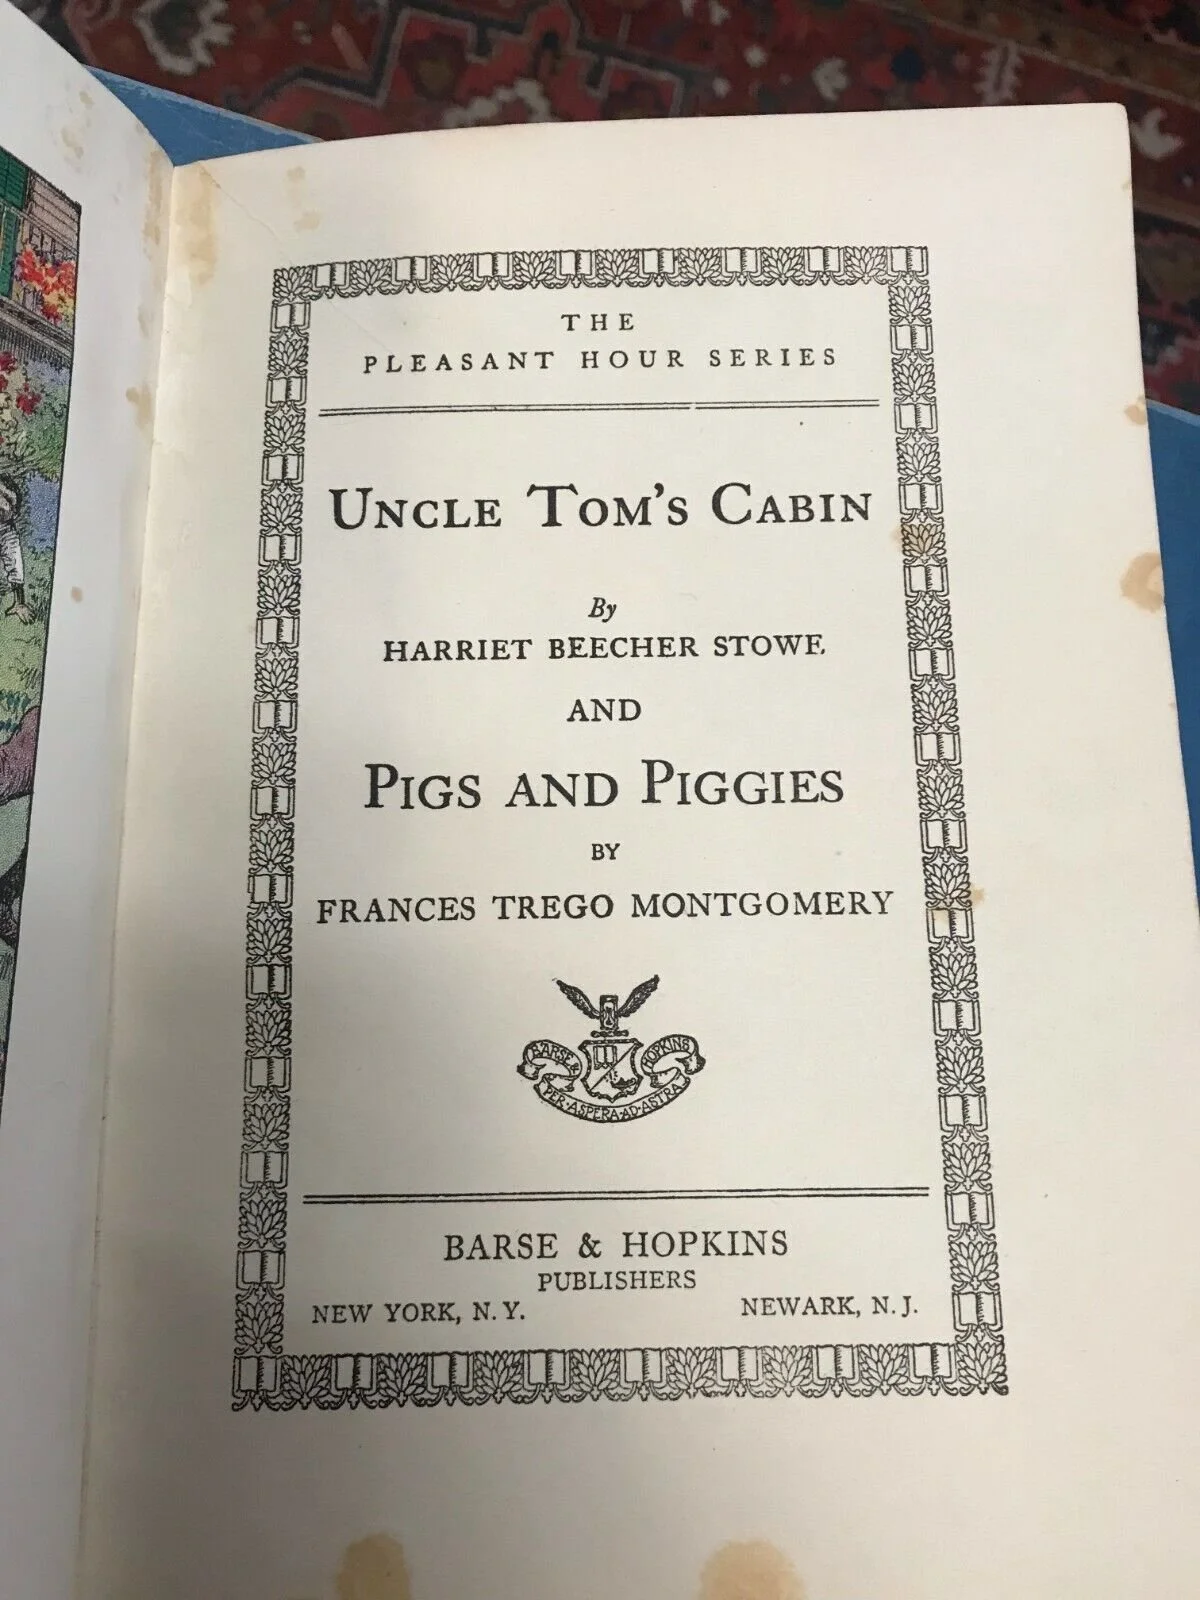 THE
PLEASANT HOUR SERIES
UNCLE TOM'S CABIN
By
HARRIET BEECHER STOWE
AND
PIGS AND PIGGIES
BY
FRANCES TREGO MONTGOMERY
BARSE & HOPKINS
PER·ASPERA·AD·ASTRA
BARSE & HOPKINS
PUBLISHERS
NEW YORK, N.Y. NEWARK, N.J.